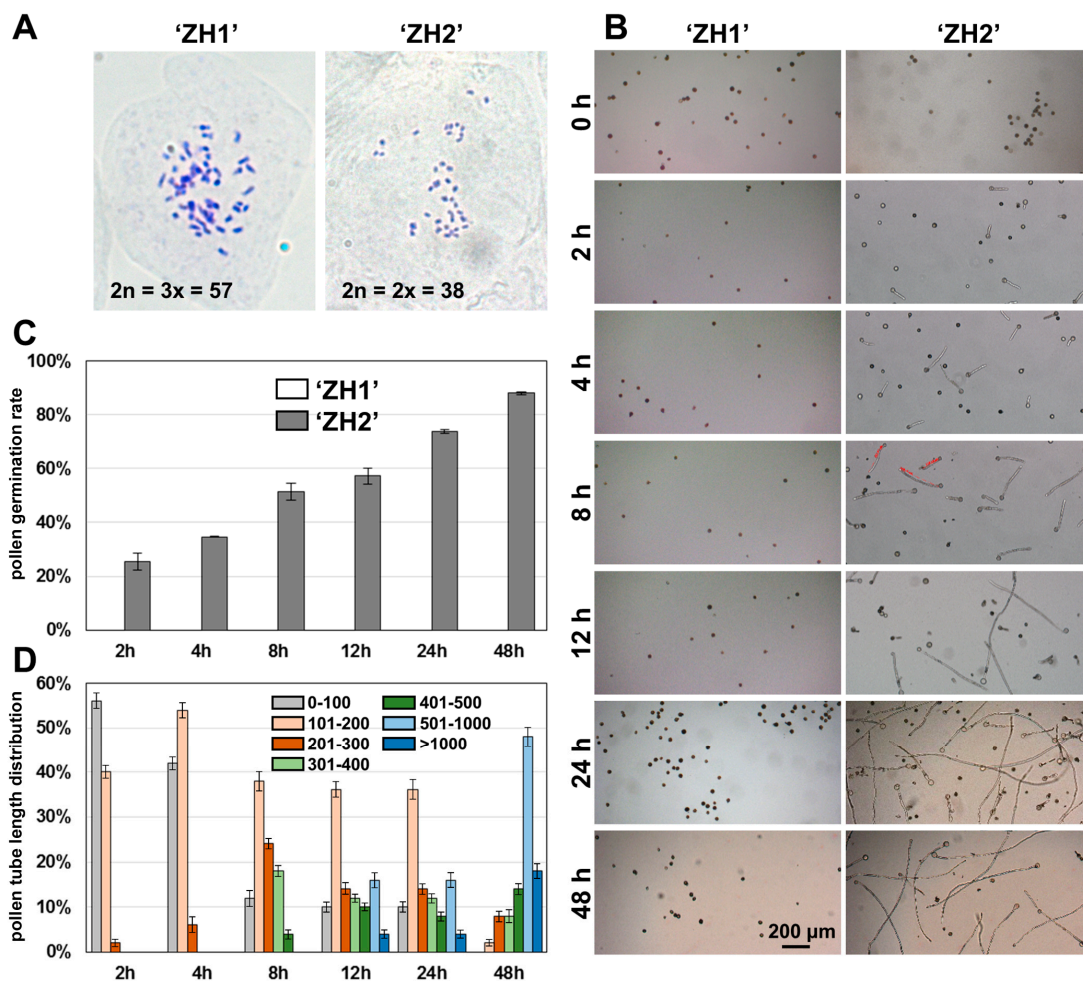 A
‘ZH1’
‘ZH2’
2n = 3x = 57
2n = 2x = 38
B
‘ZH1’
‘ZH2’
0 h
2 h
4 h
8 h
12 h
24 h
48 h
200 µm
C
pollen germination rate
100%
80%
60%
40%
20%
0%
‘ZH1’
‘ZH2’
2h 4h 8h 12h 24h 48h
D
pollen tube length distribution
60%
50%
40%
30%
20%
10%
0%
0-100
101-200
201-300
301-400
401-500
501-1000
>1000
2h 4h 8h 12h 24h 48h